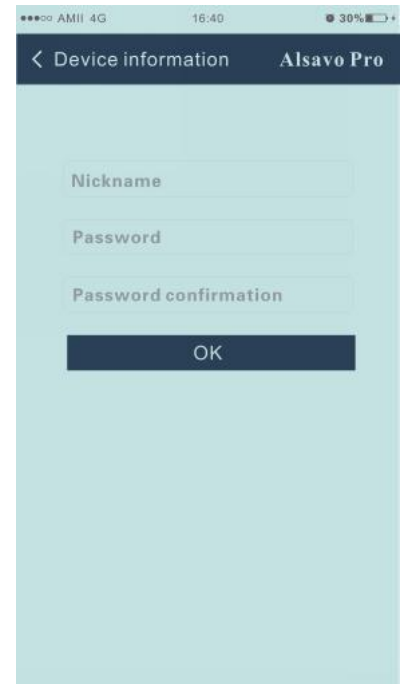 AMII 4G 16:40 30%
Device information Alsavo Pro
Nickname
Password
Password confirmation
OK